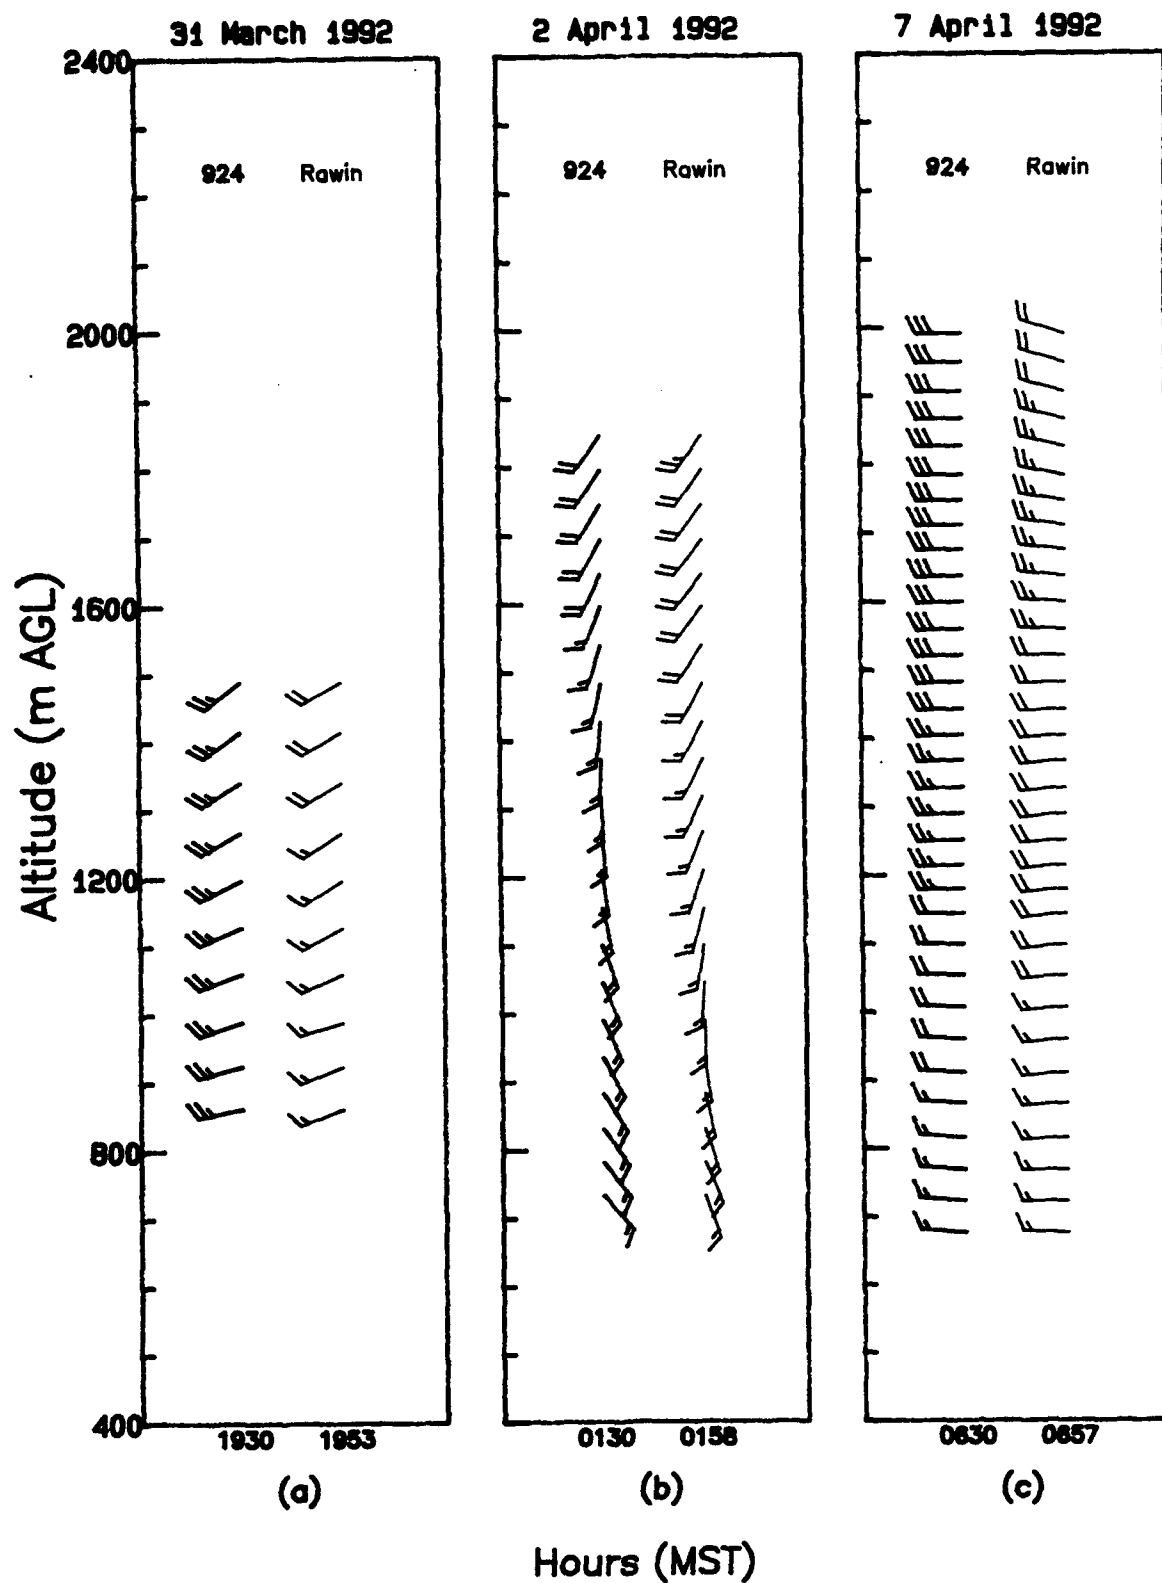 31 March 1992
2 April 1992
7 April 1992
924 Rawin
924 Rawin
924 Rawin
2400
2000
1600
1200
800
400
Altitude (m AGL)
1930 1953
0130 0158
0630 0657
(a)
(b)
(c)
Hours (MST)